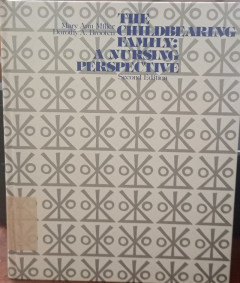 Mary Ann Miller
Dorothy A. Brooten
THE
CHILDBEARING
FAMILY:
A NURSING
PERSPECTIVE
Second Edition